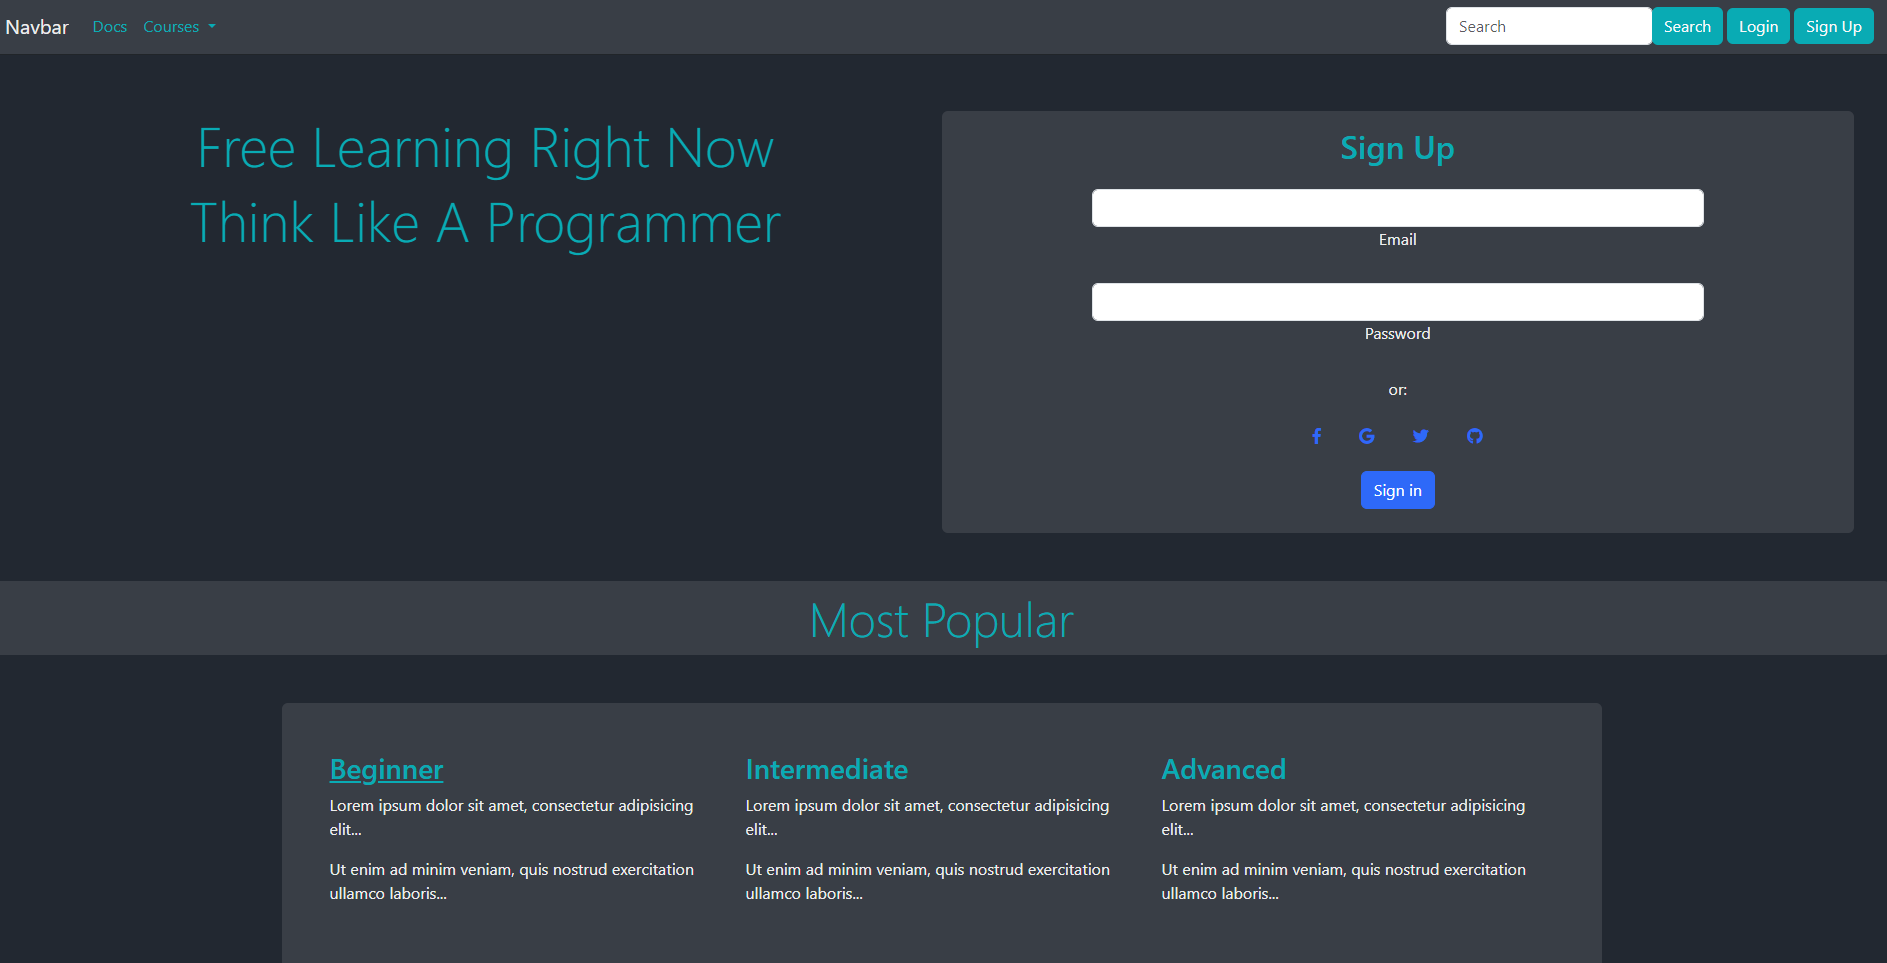 Navbar Docs Courses Search Search Login Sign Up
Free Learning Right Now
Think Like A Programmer
Sign Up
Email
Password
or:
Sign in
Most Popular
Beginner
Lorem ipsum dolor sit amet, consectetur adipisicing
elit...
Ut enim ad minim veniam, quis nostrud exercitation
ullamco laboris...
Intermediate
Lorem ipsum dolor sit amet, consectetur adipisicing
elit...
Ut enim ad minim veniam, quis nostrud exercitation
ullamco laboris...
Advanced
Lorem ipsum dolor sit amet, consectetur adipisicing
elit...
Ut enim ad minim veniam, quis nostrud exercitation
ullamco laboris...